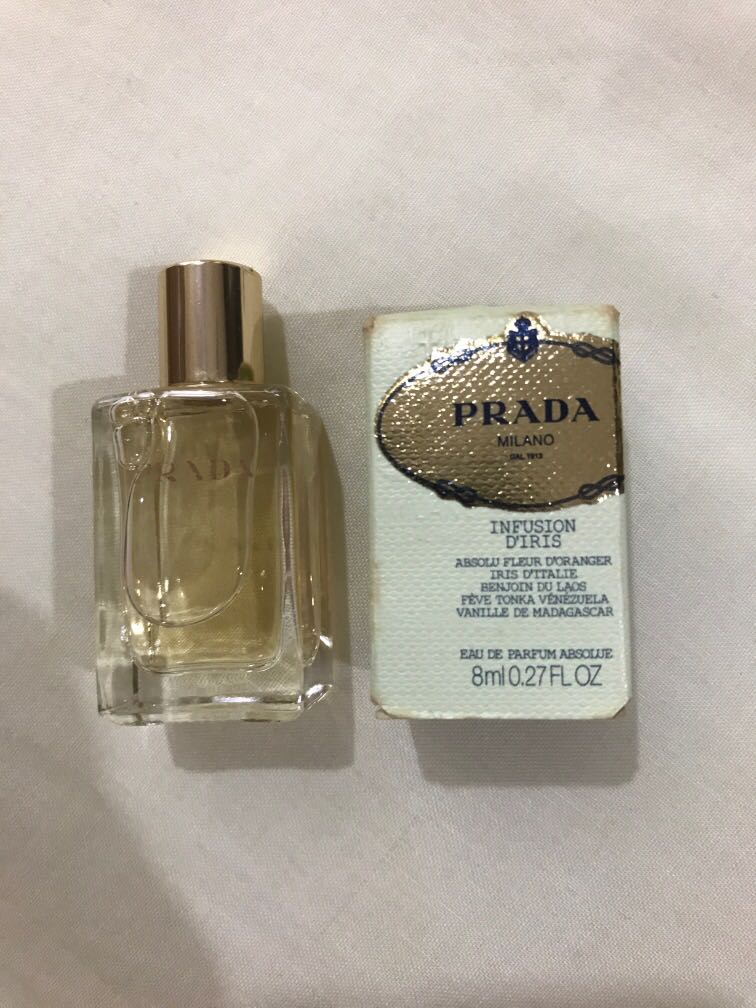 PRADA
PRADA
MILANO
DAL 1913
INFUSION
D'IRIS
ABSOLU FLEUR D'ORANGER
IRIS D'ITALIE
BENJOIN DU LAOS
FÈVE TONKA VÉNÉZUELA
VANILLE DE MADAGASCAR
EAU DE PARFUM ABSOLUE
8ml 0.27 FL OZ